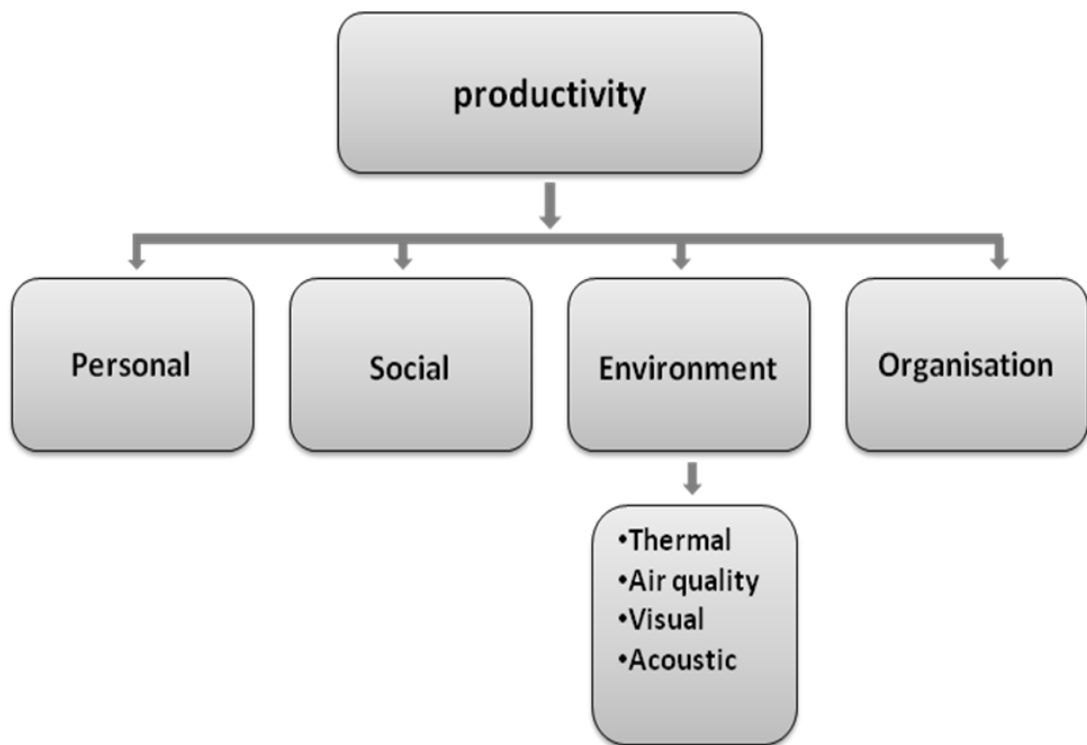 productivity
Personal
Social
Environment
Organisation
•Thermal
•Air quality
•Visual
•Acoustic